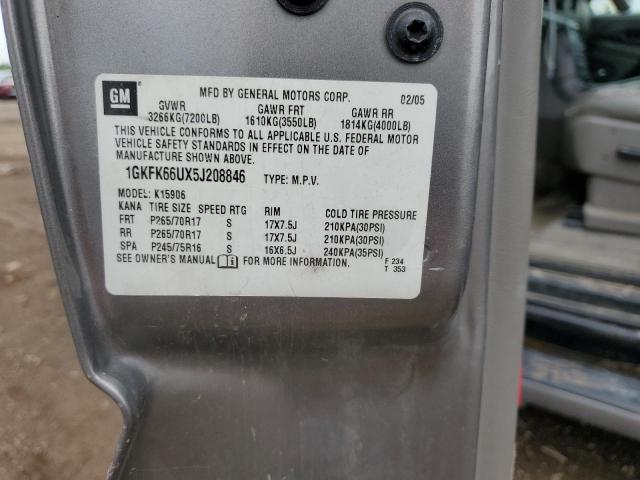 GM
MFD BY GENERAL MOTORS CORP. 02/05
GVWR GAWR FRT GAWR RR
3266KG(7200LB) 1610KG(3550LB) 1814KG(4000LB)
THIS VEHICLE CONFORMS TO ALL APPLICABLE U.S. FEDERAL MOTOR
VEHICLE SAFETY STANDARDS IN EFFECT ON THE DATE OF
MANUFACTURE SHOWN ABOVE.
1GKFK66UX5J208846 TYPE: M.P.V.
MODEL: K15906
KANA TIRE SIZE SPEED RTG RIM COLD TIRE PRESSURE
FRT P265/70R17 S 17X7.5J 210KPA(30PSI)
RR P265/70R17 S 17X7.5J 210KPA(30PSI)
SPA P245/75R16 S 16X6.5J 240KPA(35PSI)
SEE OWNER'S MANUAL FOR MORE INFORMATION. F 234
T 353